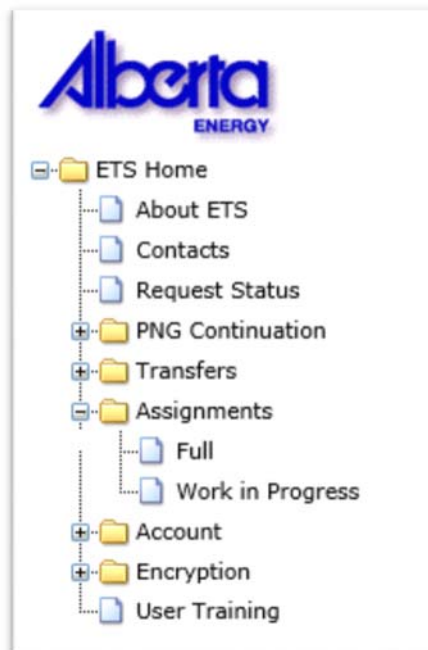 Alberta
ENERGY
ETS Home
About ETS
Contacts
Request Status
PNG Continuation
Transfers
Assignments
Full
Work in Progress
Account
Encryption
User Training